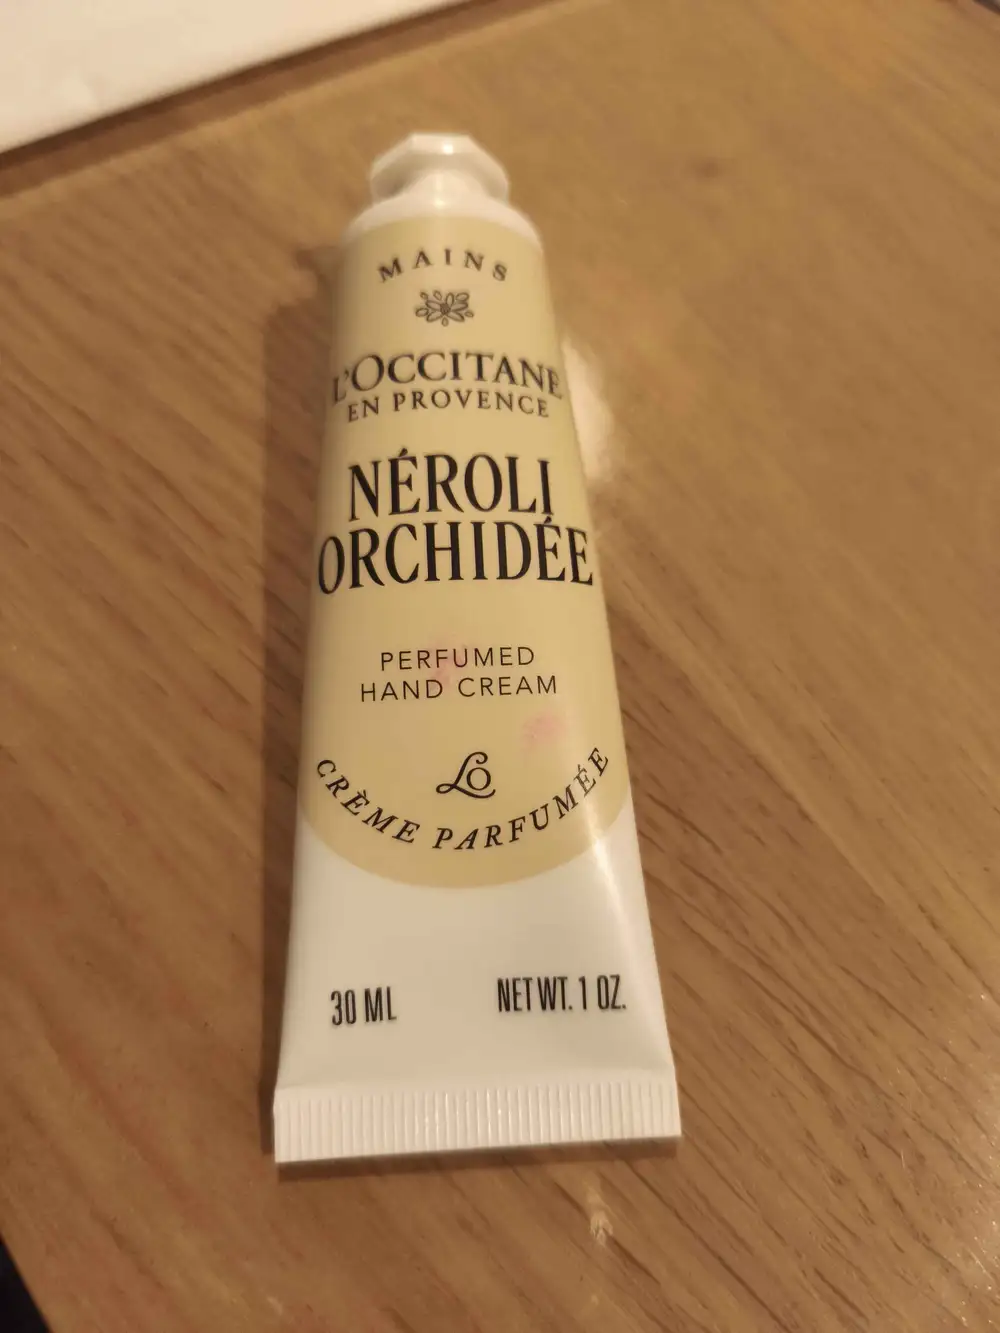 MAINS
L'OCCITANE
EN PROVENCE
NÉROLI
ORCHIDÉE
PERFUMED
HAND CREAM
LO
CRÈME PARFUMÉE
30 ML NET WT. 1 OZ.